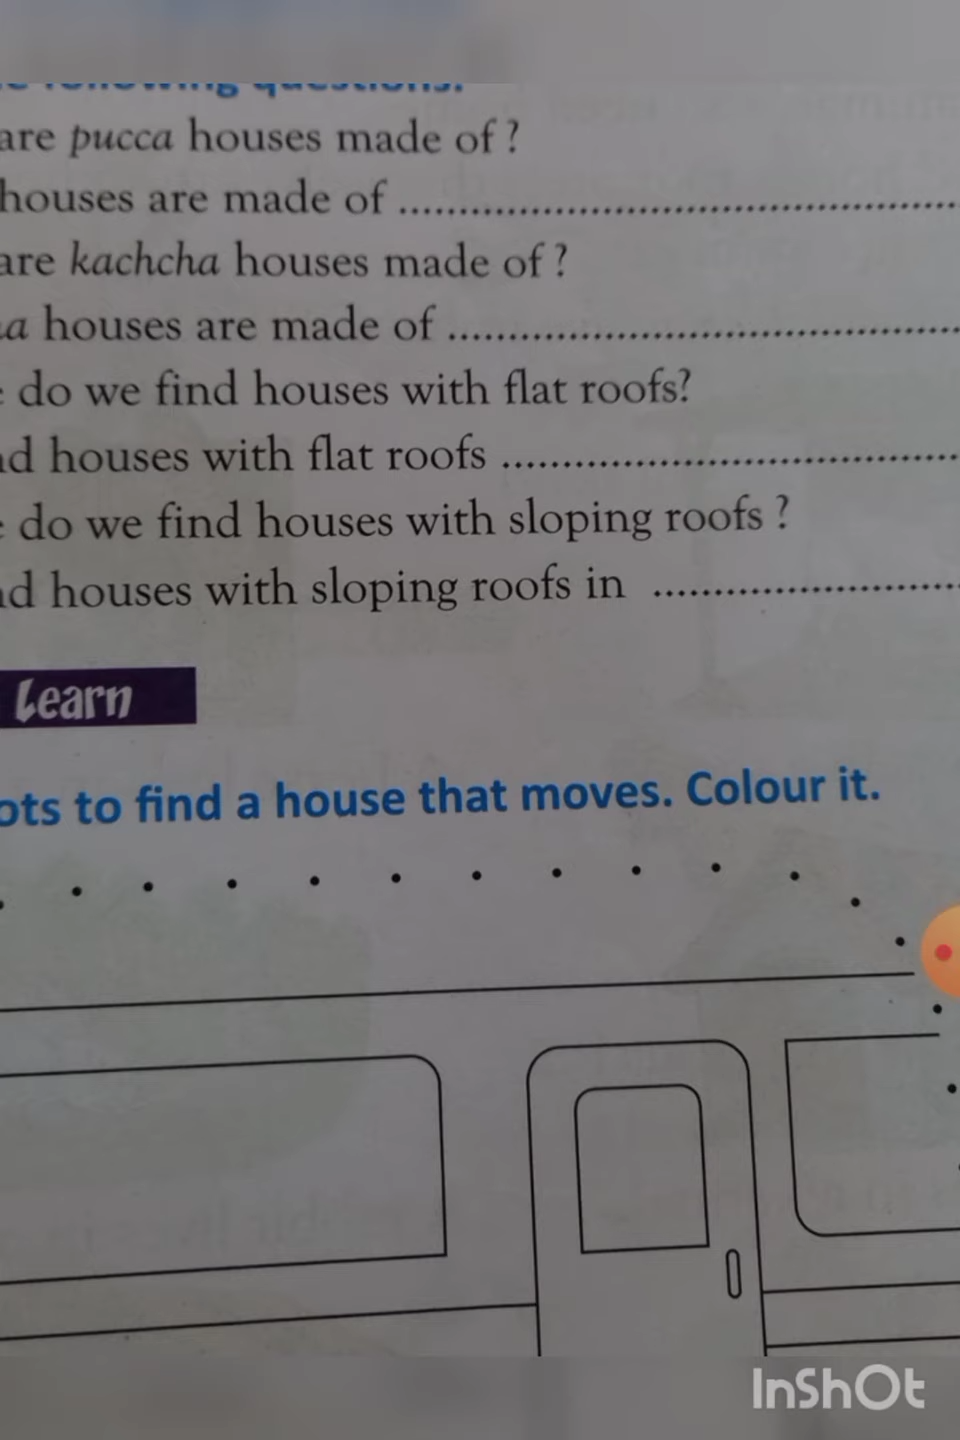 following questions.
are pucca houses made of ?
houses are made of ........................................
are kachcha houses made of ?
a houses are made of ........................................
do we find houses with flat roofs?
d houses with flat roofs ........................................
do we find houses with sloping roofs ?
d houses with sloping roofs in ..............................
Learn
ots to find a house that moves. Colour it.
InShOt